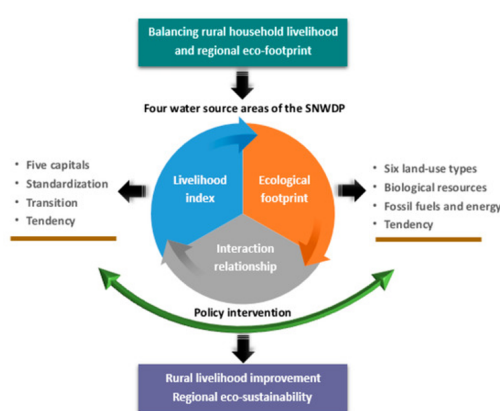 Balancing rural household livelihood
and regional eco-footprint
Four water source areas of the SNWDP
• Five capitals
• Standardization
• Transition
• Tendency
Livelihood
index
Ecological
footprint
Interaction
relationship
• Six land-use types
• Biological resources
• Fossil fuels and energy
• Tendency
Policy intervention
Rural livelihood improvement
Regional eco-sustainability